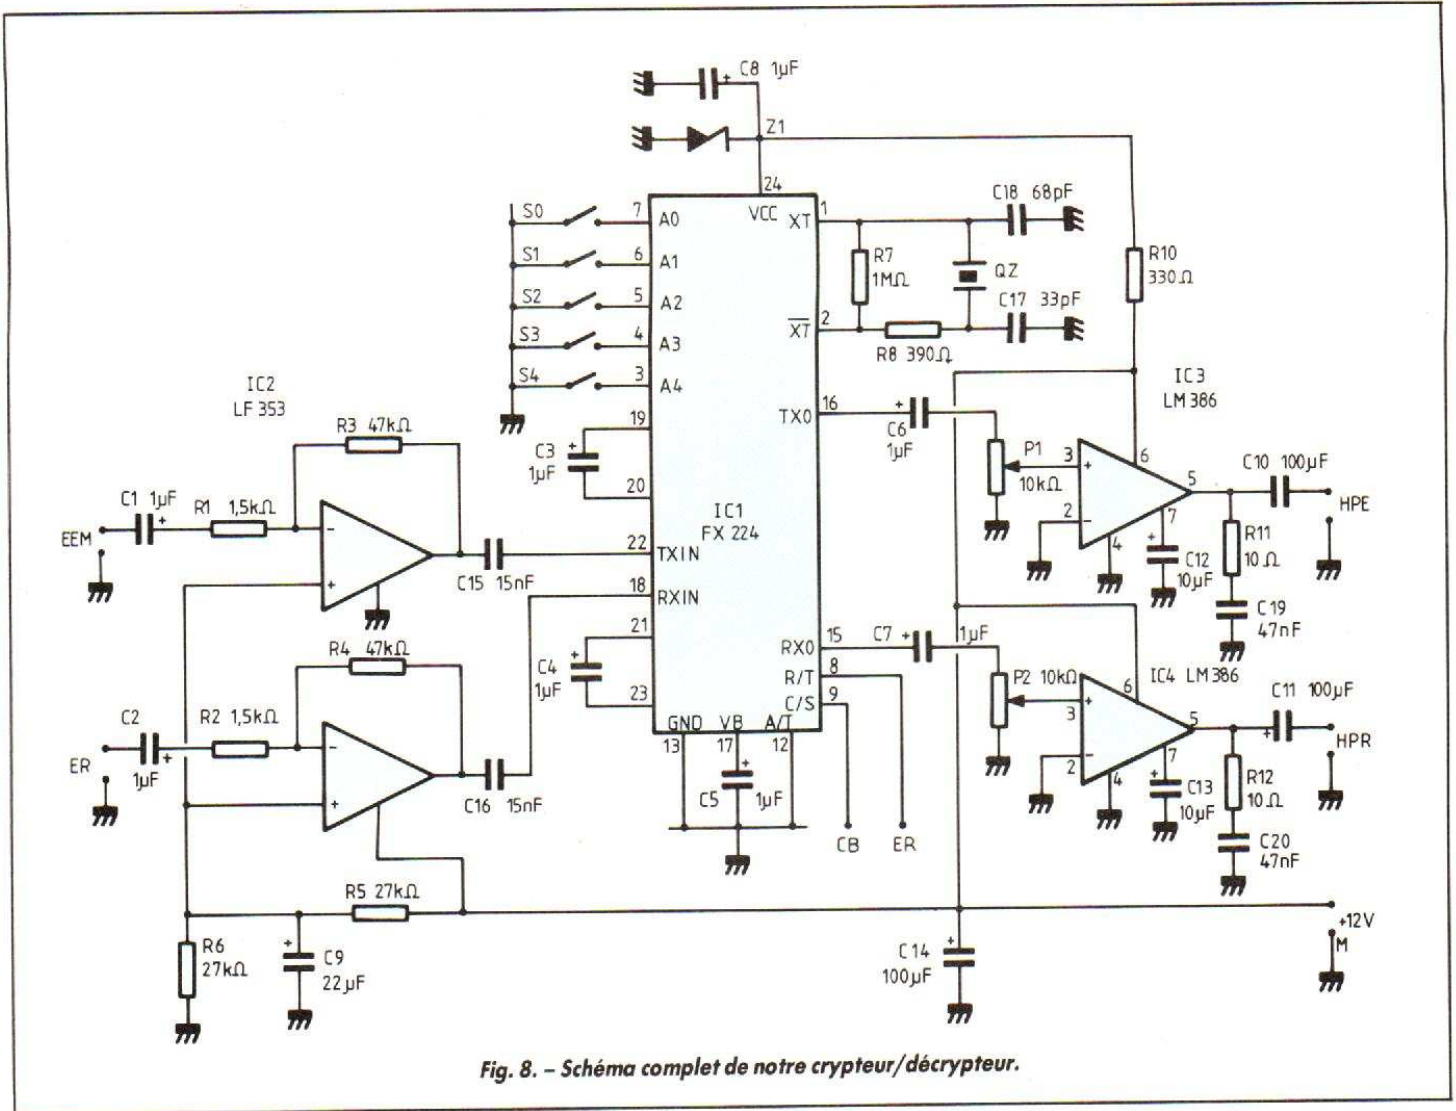 C8 1µF
+
Z1
24
VCC
S0
7
A0
S1
6
A1
S2
5
A2
S3
4
A3
S4
3
A4
1
XT
2
XT
C18 68pF
R7
1MΩ
QZ
C17 33pF
R8 390Ω
R10
330Ω
IC2
LF 353
IC3
LM 386
R3 47kΩ
19
C3
+
1µF
20
TX0
16
C6
+
1µF
P1
10kΩ
3
+
6
5
2
−
7
4
C10 100µF
HPE
R11
10Ω
C12
+
10µF
C19
47nF
IC1
FX 224
EEM
C1 1µF
+
R1 1,5kΩ
−
+
C15 15nF
22
TXIN
18
RXIN
21
C4
+
1µF
23
R4 47kΩ
RX0
15
C7
+
1µF
R/T
8
C/S
9
P2 10kΩ
IC4 LM386
6
+
3
5
−
2
7
4
C11 100µF
+
HPR
R12
10Ω
C13
+
10µF
C20
47nF
ER
C2
+
1µF
R2 1,5kΩ
−
+
C16 15nF
GND
13
VB
17
A/T
12
C5
+
1µF
CB
ER
R5 27kΩ
R6
27kΩ
C9
+
22µF
C14
+
100µF
+12V
M
Fig. 8. – Schéma complet de notre crypteur/décrypteur.